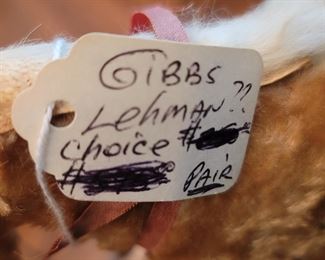 GIBBS
Lehman??
choice #
#
PAIR